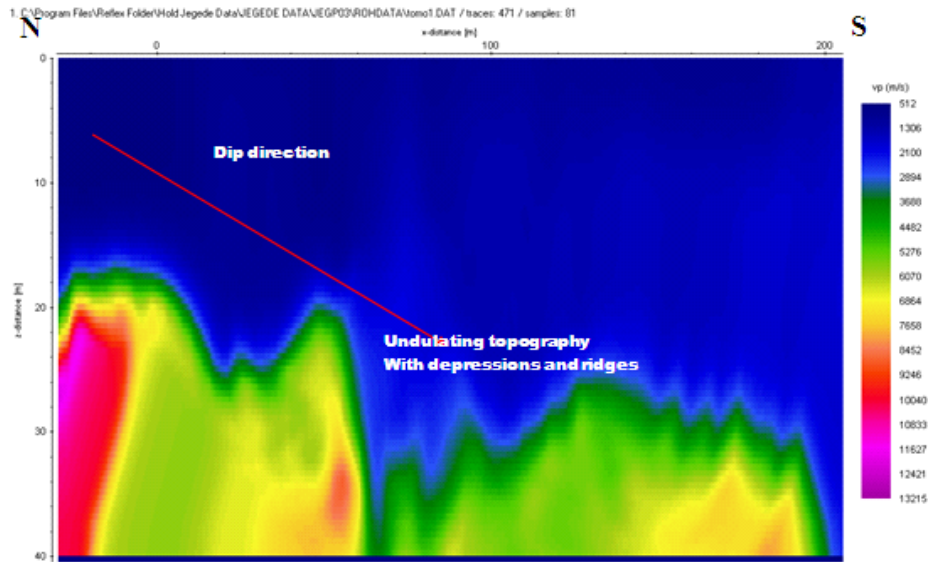 1. C:\Program Files\Reflex Folder\Hold Jegede Data\JEGEDE DATA\JEGP03\ROHDATA\tomo1.DAT / traces: 471 / samples: 81
N
S
x-distance [m]
0
100
200
z-distance [m]
0
10
20
30
40
Dip direction
Undulating topography
With depressions and ridges
vp (m/s)
512
1306
2100
2894
3688
4482
5276
6070
6864
7658
8452
9246
10040
10833
11627
12421
13215